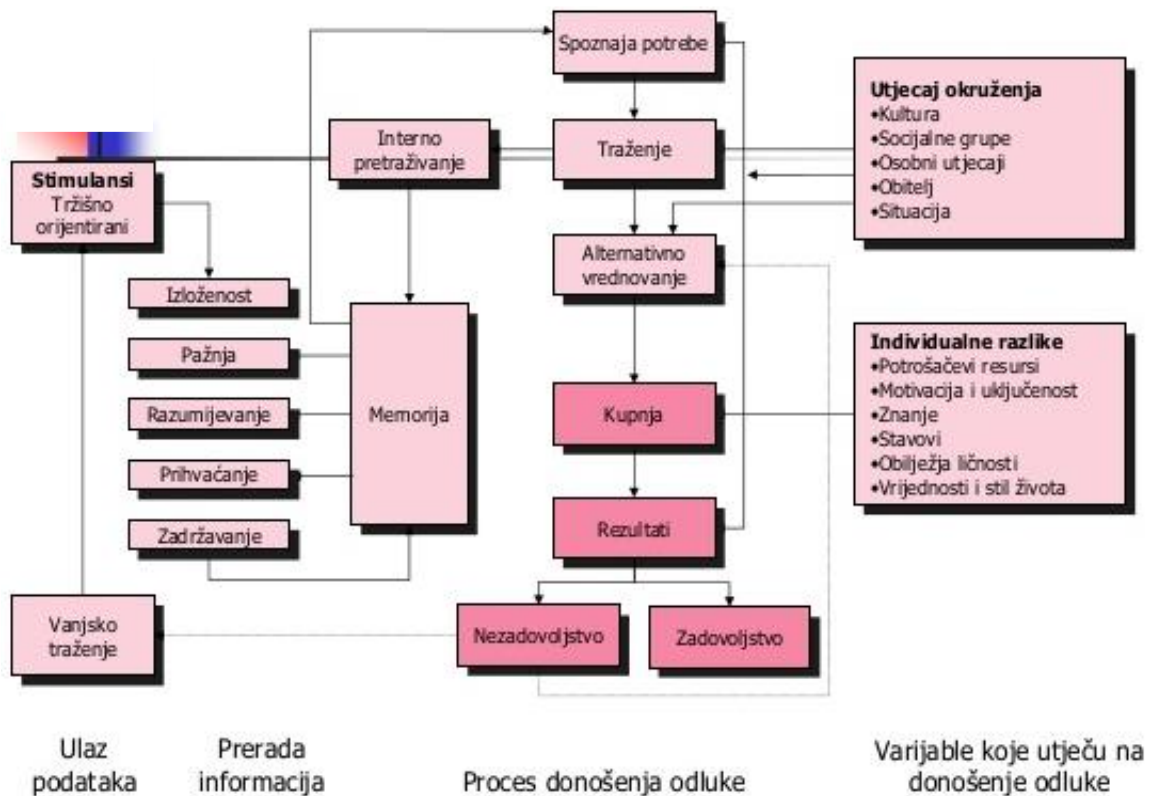 Spoznaja potrebe
Interno
pretraživanje
Traženje
Utjecaj okruženja
•Kultura
•Socijalne grupe
•Osobni utjecaji
•Obitelj
•Situacija
Stimulansi
Tržišno
orijentirani
Alternativno
vrednovanje
Izloženost
Pažnja
Razumijevanje
Prihvaćanje
Zadržavanje
Memorija
Kupnja
Individualne razlike
•Potrošačevi resursi
•Motivacija i uključenost
•Znanje
•Stavovi
•Obilježja ličnosti
•Vrijednosti i stil života
Rezultati
Vanjsko
traženje
Nezadovoljstvo
Zadovoljstvo
Ulaz
podataka
Prerada
informacija
Proces donošenja odluke
Varijable koje utječu na
donošenje odluke